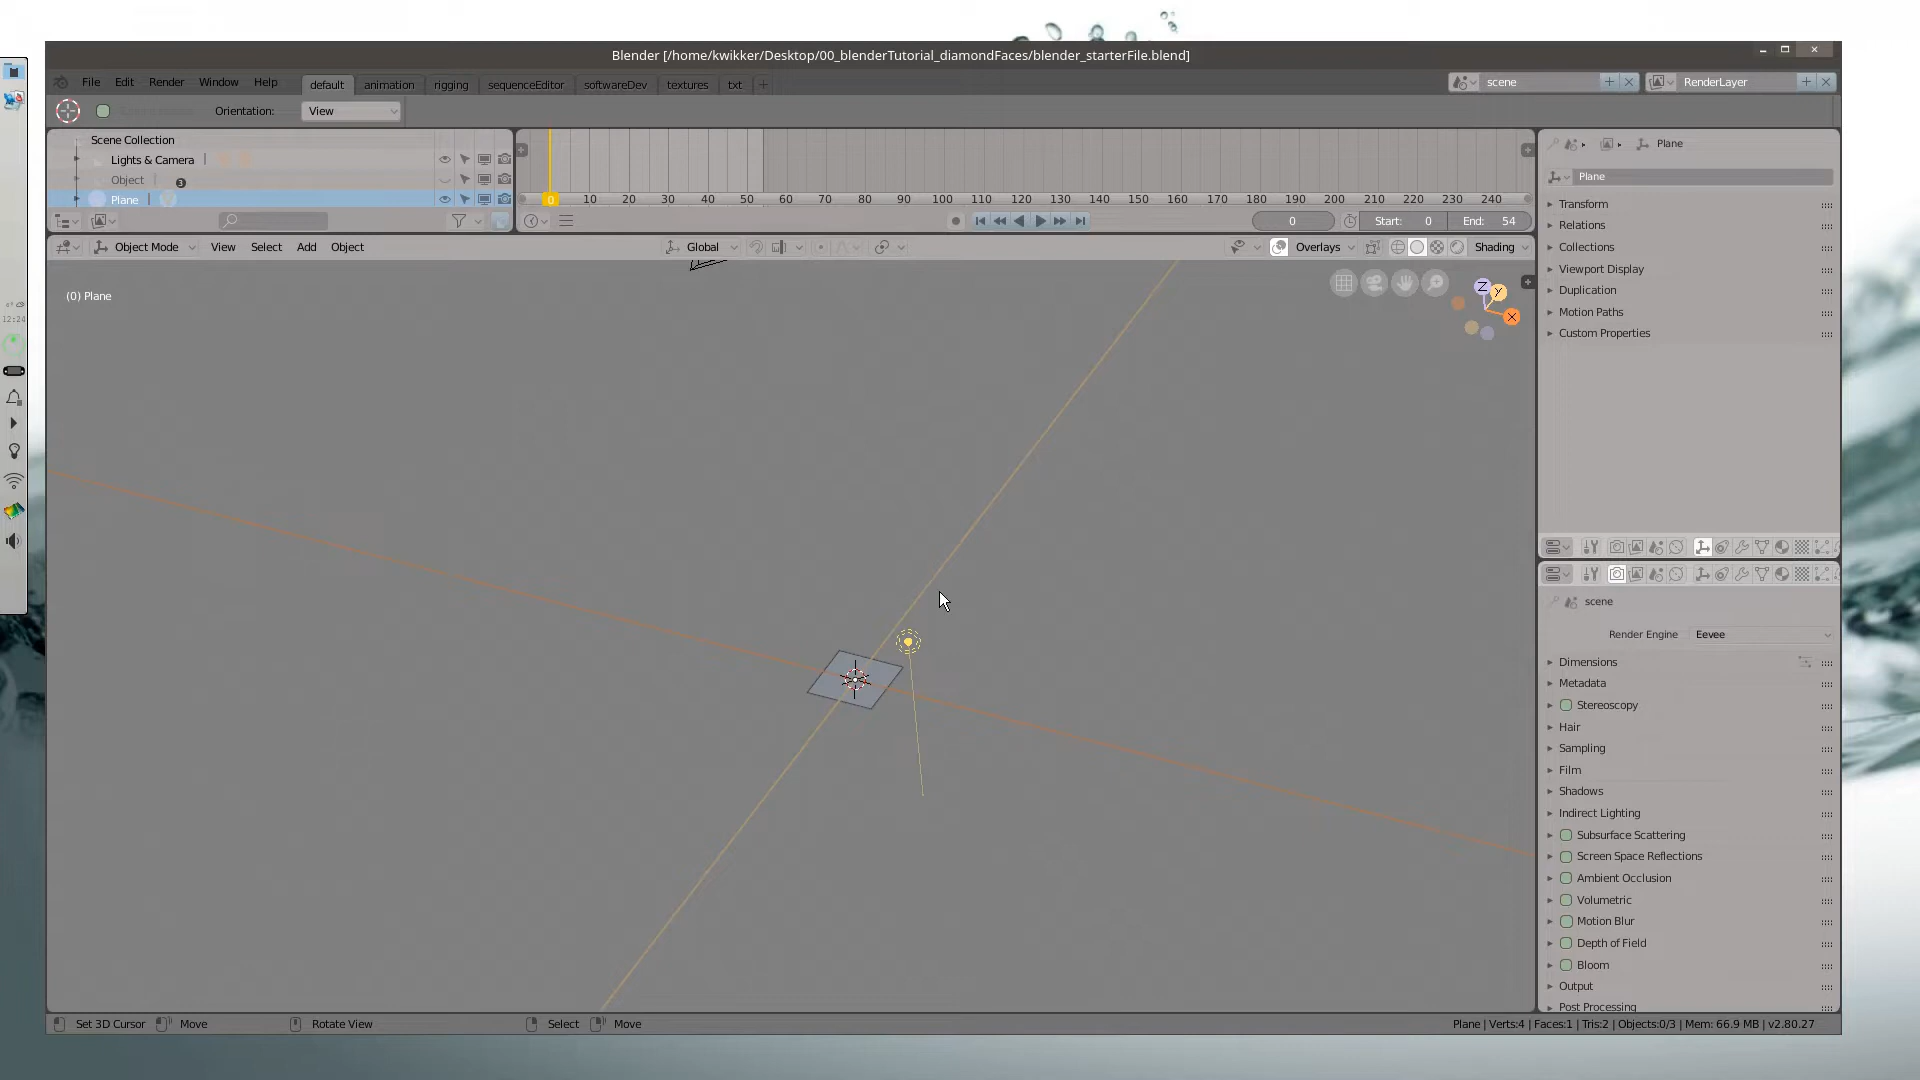 Blender [/home/kwikker/Desktop/00_blenderTutorial_diamondFaces/blender_starterFile.blend]
File Edit Render Window Help default animation rigging sequenceEditor softwareDev textures txt + scene RenderLayer
Orientation: View
Scene Collection
Lights & Camera
Object 3
Plane
0 10 20 30 40 50 60 70 80 90 100 110 120 130 140 150 160 170 180 190 200 210 220 230 240
0 Start: 0 End: 54
Object Mode View Select Add Object Global Overlays Shading
(0) Plane
Z Y X
12:24
Plane
Plane
Transform
Relations
Collections
Viewport Display
Duplication
Motion Paths
Custom Properties
scene
Render Engine Eevee
Dimensions
Metadata
Stereoscopy
Hair
Sampling
Film
Shadows
Indirect Lighting
Subsurface Scattering
Screen Space Reflections
Ambient Occlusion
Volumetric
Motion Blur
Depth of Field
Bloom
Output
Post Processing
Set 3D Cursor Move Rotate View Select Move Plane | Verts:4 | Faces:1 | Tris:2 | Objects:0/3 | Mem: 66.9 MB | v2.80.27